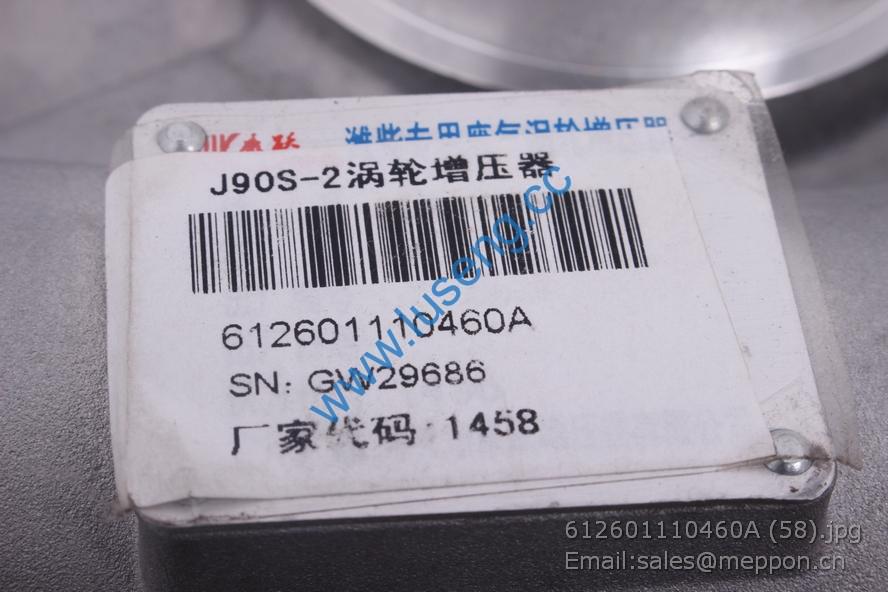 J90S-2涡轮增压器
612601110460A
SN: GW29686
厂家代码:1458
www.luseng.cc
612601110460A (58).jpg
Email:sales@meppon.cn